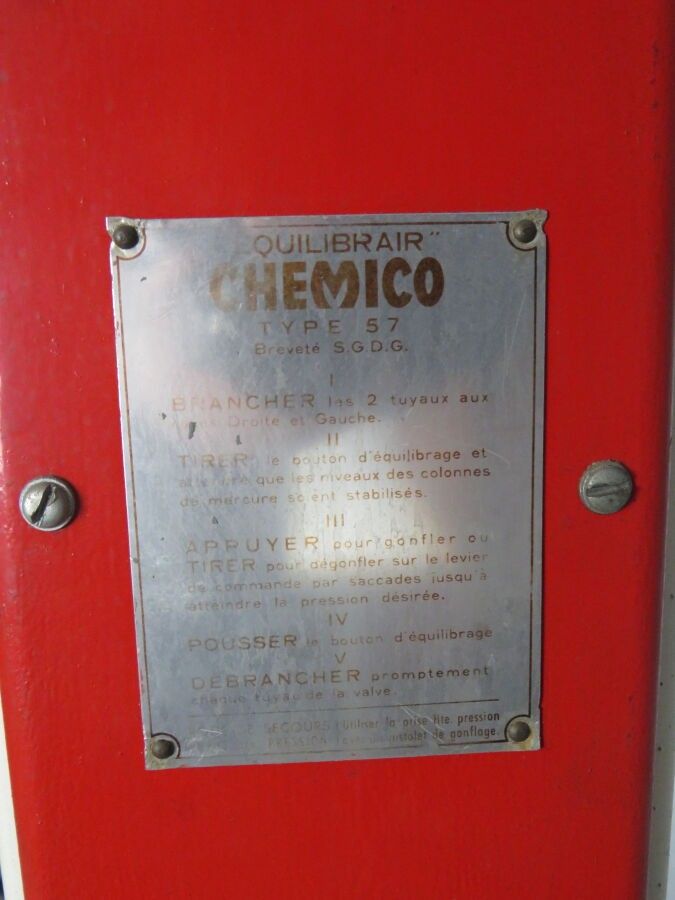 QUILIBRAIR"
CHEMICO
TYPE 57
Breveté S.G.D.G.
I
BRANCHER les 2 tuyaux aux
Droite et Gauche.
II
TIRER le bouton d'équilibrage et
attendre que les niveaux des colonnes
de mercure soient stabilisés.
III
APPUYER pour gonfler ou
TIRER pour dégonfler sur le levier
de commande par saccades jusqu'à
atteindre la pression désirée.
IV
POUSSER le bouton d'équilibrage
V
DEBRANCHER promptement
chaque tuyau de la valve.
SECOURS utiliser la prise lite pression
PRESSION pistolet de gonflage.